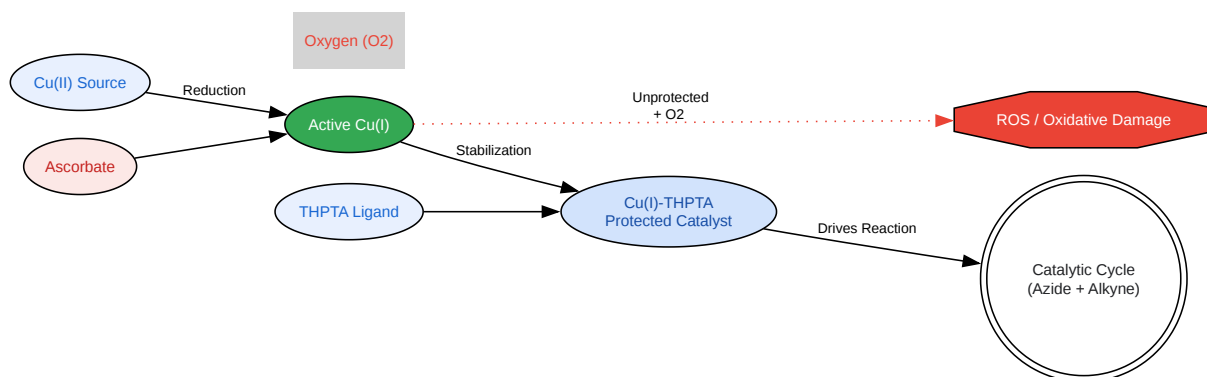 Oxygen (O2)
Cu(II) Source
Reduction
Ascorbate
Active Cu(I)
Unprotected
+ O2
ROS / Oxidative Damage
Stabilization
THPTA Ligand
Cu(I)-THPTA
Protected Catalyst
Drives Reaction
Catalytic Cycle
(Azide + Alkyne)